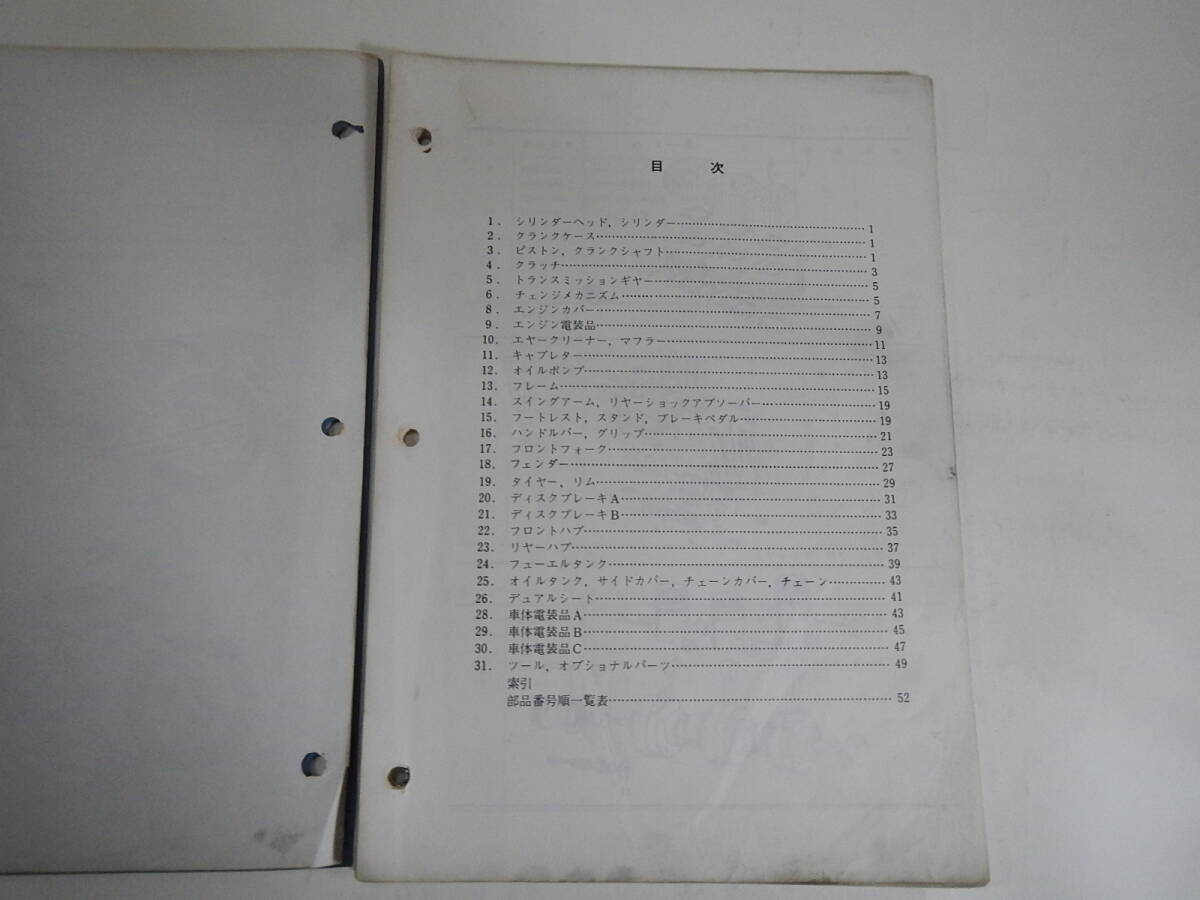 目　次
1. シリンダーヘッド，シリンダー……………………………1
2. クランクケース……………………………1
3. ピストン，クランクシャフト……………………………1
4. クラッチ……………………………3
5. トランスミッションギヤー……………………………5
6. チェンジメカニズム……………………………5
8. エンジンカバー……………………………7
9. エンジン電装品……………………………9
10. エヤークリーナー，マフラー……………………………11
11. キャブレター……………………………13
12. オイルポンプ……………………………13
13. フレーム……………………………15
14. スイングアーム，リヤーショックアブソーバー……………………………19
15. フートレスト，スタンド，ブレーキペダル……………………………19
16. ハンドルバー，グリップ……………………………21
17. フロントフォーク……………………………23
18. フェンダー……………………………27
19. タイヤー，リム……………………………29
20. ディスクブレーキA……………………………31
21. ディスクブレーキB……………………………33
22. フロントハブ……………………………35
23. リヤーハブ……………………………37
24. フューエルタンク……………………………39
25. オイルタンク，サイドカバー，チェーンカバー，チェーン……………43
26. デュアルシート……………………………41
28. 車体電装品A……………………………43
29. 車体電装品B……………………………45
30. 車体電装品C……………………………47
31. ツール，オプショナルパーツ……………………………49
索引
部品番号順一覧表……………………………52